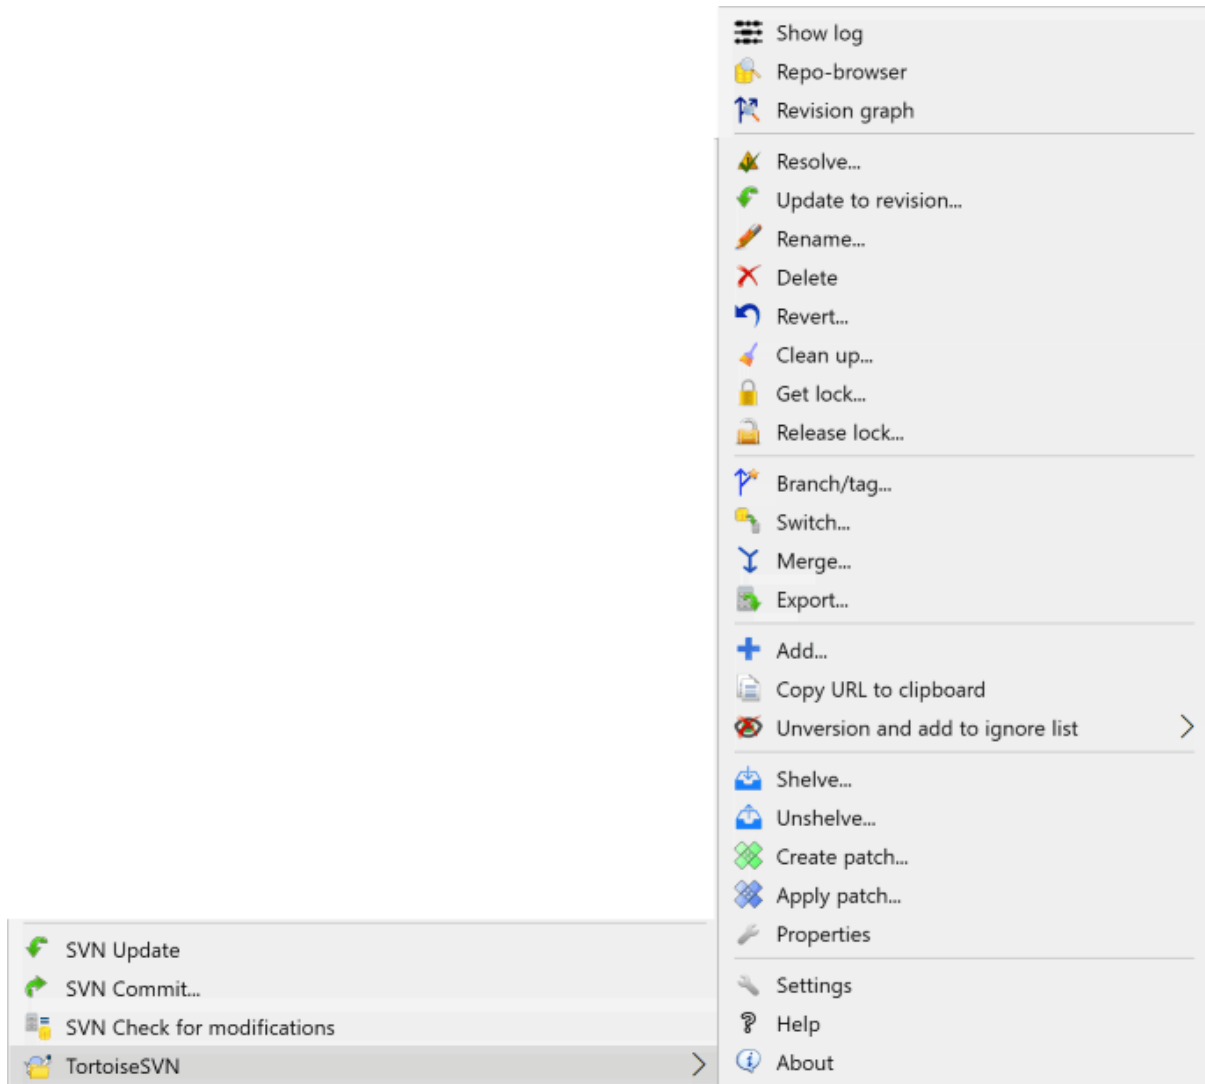 Show log
Repo-browser
Revision graph
Resolve...
Update to revision...
Rename...
Delete
Revert...
Clean up...
Get lock...
Release lock...
Branch/tag...
Switch...
Merge...
Export...
Add...
Copy URL to clipboard
Unversion and add to ignore list
Shelve...
Unshelve...
Create patch...
Apply patch...
Properties
Settings
Help
About
SVN Update
SVN Commit...
SVN Check for modifications
TortoiseSVN